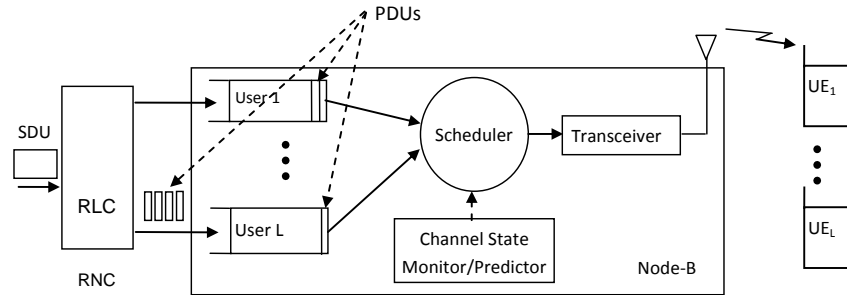 PDUs
SDU
RLC
RNC
User 1
User L
Scheduler
Transceiver
Channel State
Monitor/Predictor
Node-B
UE1
UEL